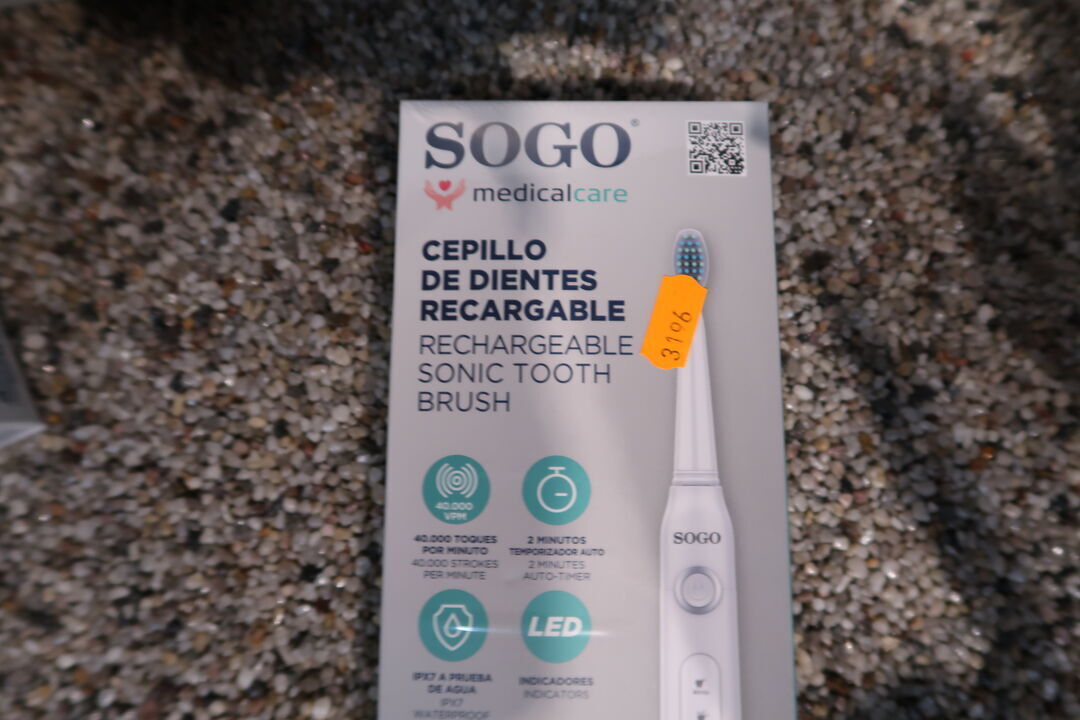 SOGO®
medicalcare
CEPILLO
DE DIENTES
RECARGABLE
RECHARGEABLE
SONIC TOOTH
BRUSH
3196
40.000
VPM
40.000 TOQUES
POR MINUTO
40.000 STROKES
PER MINUTE
2 MINUTOS
TEMPORIZADOR AUTO
2 MINUTES
AUTO-TIMER
SOGO
IPX7 A PRUEBA
DE AGUA
IPX7
WATERPROOF
LED
INDICADORES
INDICATORS